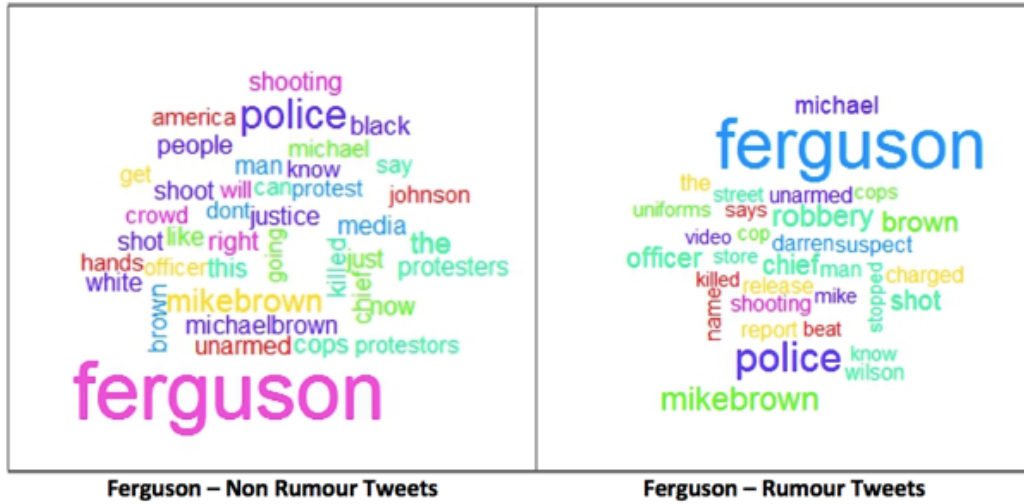 shooting
america police black
people michael
get man know say
shoot will can protest johnson
crowd dont justice media
shot like right going killed just the
hands officer this protesters
white chief now
brown mikebrown
michaelbrown
unarmed cops protestors
ferguson
michael
ferguson
the street unarmed cops
uniforms says robbery brown
video cop darren suspect
officer store chief man charged
killed release stopped
name shooting mike shot
report beat
police know
wilson
mikebrown
Ferguson – Non Rumour Tweets
Ferguson – Rumour Tweets